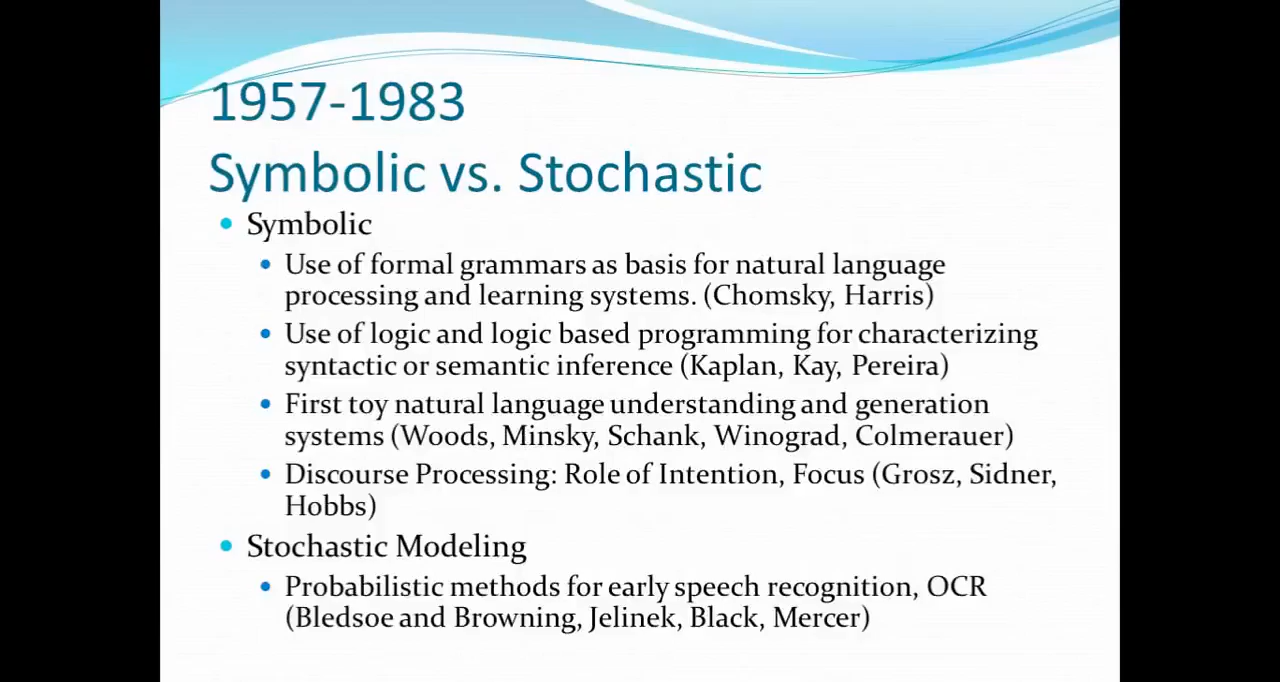 1957-1983
Symbolic vs. Stochastic
• Symbolic
• Use of formal grammars as basis for natural language
processing and learning systems. (Chomsky, Harris)
• Use of logic and logic based programming for characterizing
syntactic or semantic inference (Kaplan, Kay, Pereira)
• First toy natural language understanding and generation
systems (Woods, Minsky, Schank, Winograd, Colmerauer)
• Discourse Processing: Role of Intention, Focus (Grosz, Sidner,
Hobbs)
• Stochastic Modeling
• Probabilistic methods for early speech recognition, OCR
(Bledsoe and Browning, Jelinek, Black, Mercer)